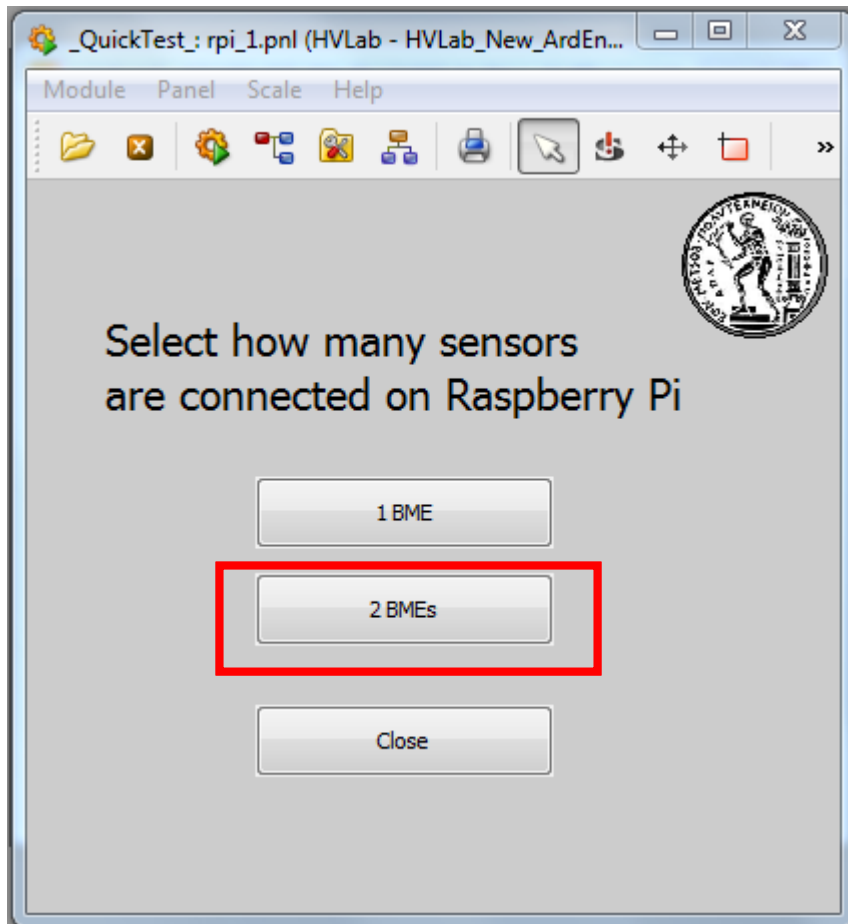 _QuickTest_: rpi_1.pnl (HVLab - HVLab_New_ArdEn...
Module Panel Scale Help
»
Select how many sensors
are connected on Raspberry Pi
1 BME
2 BMEs
Close